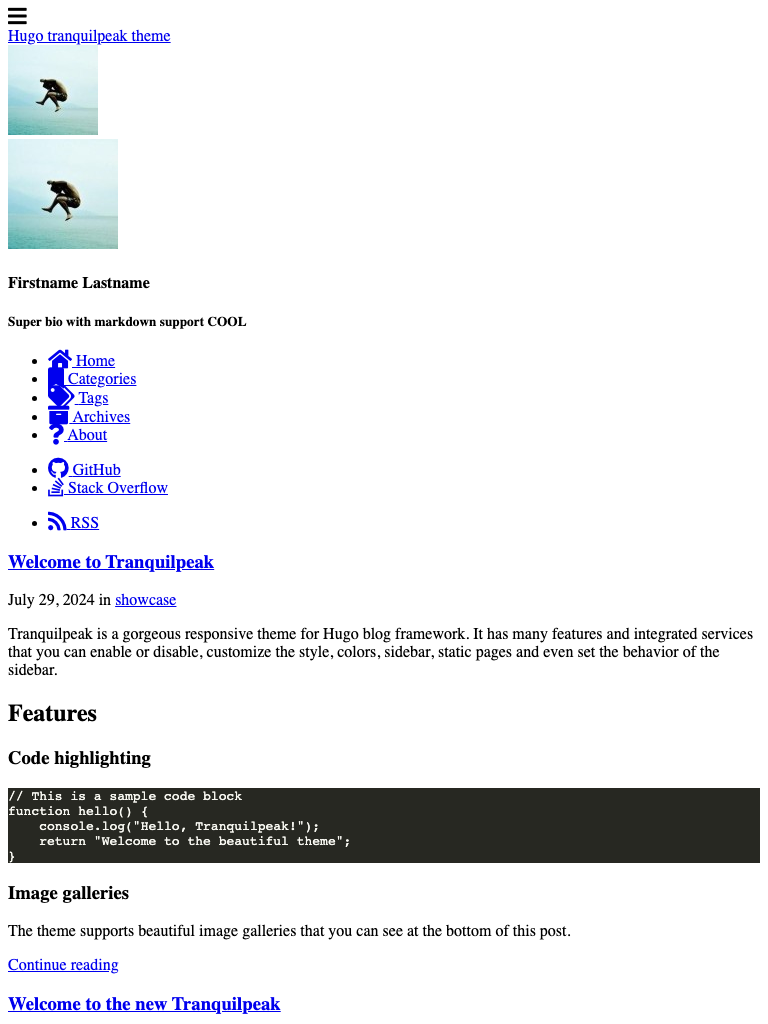 Hugo tranquilpeak theme
Firstname Lastname
Super bio with markdown support COOL
Home
Categories
Tags
Archives
About
GitHub
Stack Overflow
RSS
Welcome to Tranquilpeak
July 29, 2024 in showcase
Tranquilpeak is a gorgeous responsive theme for Hugo blog framework. It has many features and integrated services
that you can enable or disable, customize the style, colors, sidebar, static pages and even set the behavior of the
sidebar.
Features
Code highlighting
// This is a sample code block
function hello() {
    console.log("Hello, Tranquilpeak!");
    return "Welcome to the beautiful theme";
}
Image galleries
The theme supports beautiful image galleries that you can see at the bottom of this post.
Continue reading
Welcome to the new Tranquilpeak